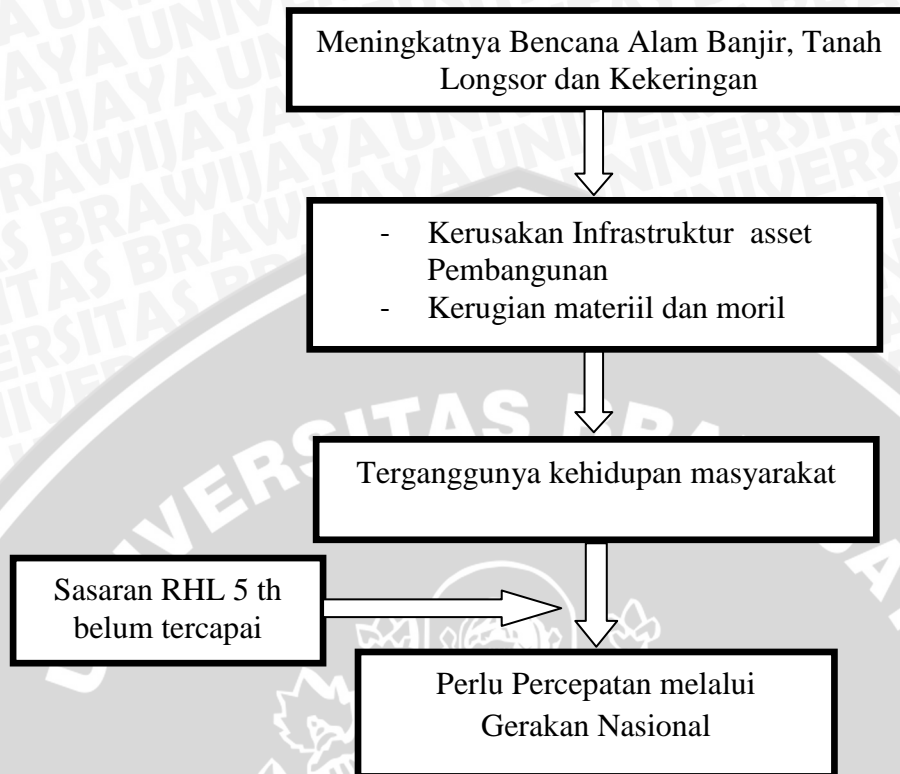 Meningkatnya Bencana Alam Banjir, Tanah
Longsor dan Kekeringan
- Kerusakan Infrastruktur asset
Pembangunan
- Kerugian materiil dan moril
Terganggunya kehidupan masyarakat
Sasaran RHL 5 th
belum tercapai
Perlu Percepatan melalui
Gerakan Nasional